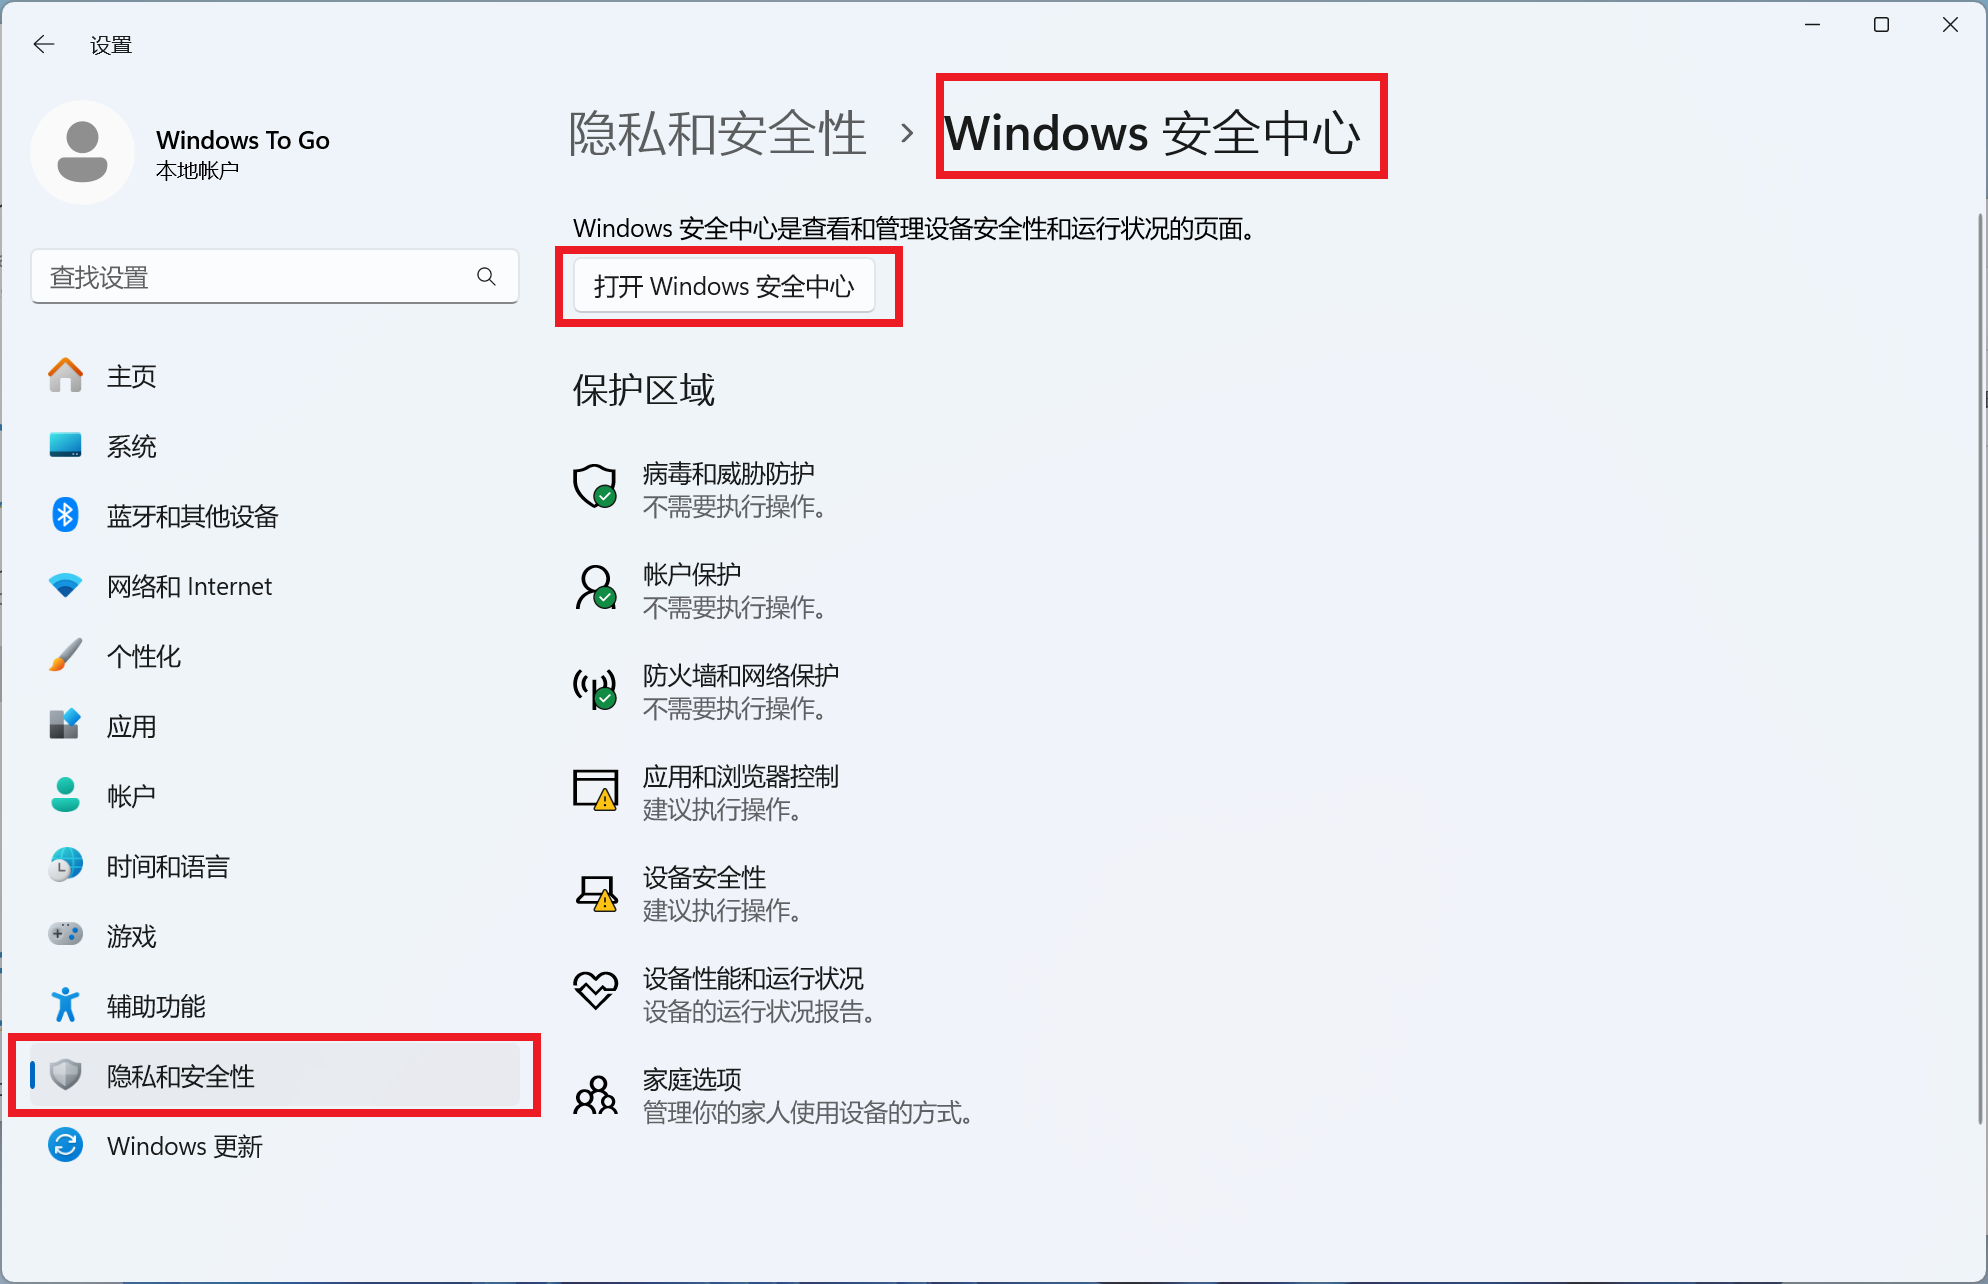 设置
Windows To Go
本地帐户
查找设置
主页
系统
蓝牙和其他设备
网络和 Internet
个性化
应用
帐户
时间和语言
游戏
辅助功能
隐私和安全性
Windows 更新
隐私和安全性 › Windows 安全中心
Windows 安全中心是查看和管理设备安全性和运行状况的页面。
打开 Windows 安全中心
保护区域
病毒和威胁防护
不需要执行操作。
帐户保护
不需要执行操作。
防火墙和网络保护
不需要执行操作。
应用和浏览器控制
建议执行操作。
设备安全性
建议执行操作。
设备性能和运行状况
设备的运行状况报告。
家庭选项
管理你的家人使用设备的方式。